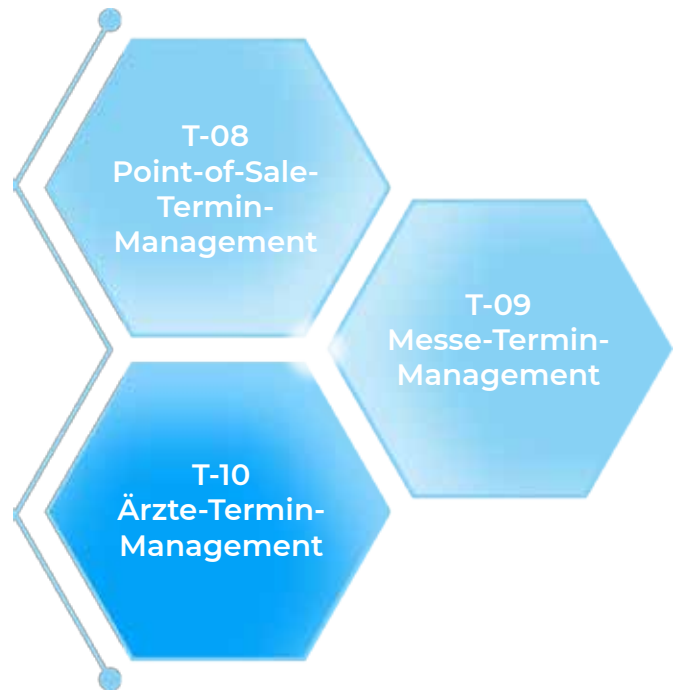 T-08
Point-of-Sale-
Termin-
Management
T-09
Messe-Termin-
Management
T-10
Ärzte-Termin-
Management